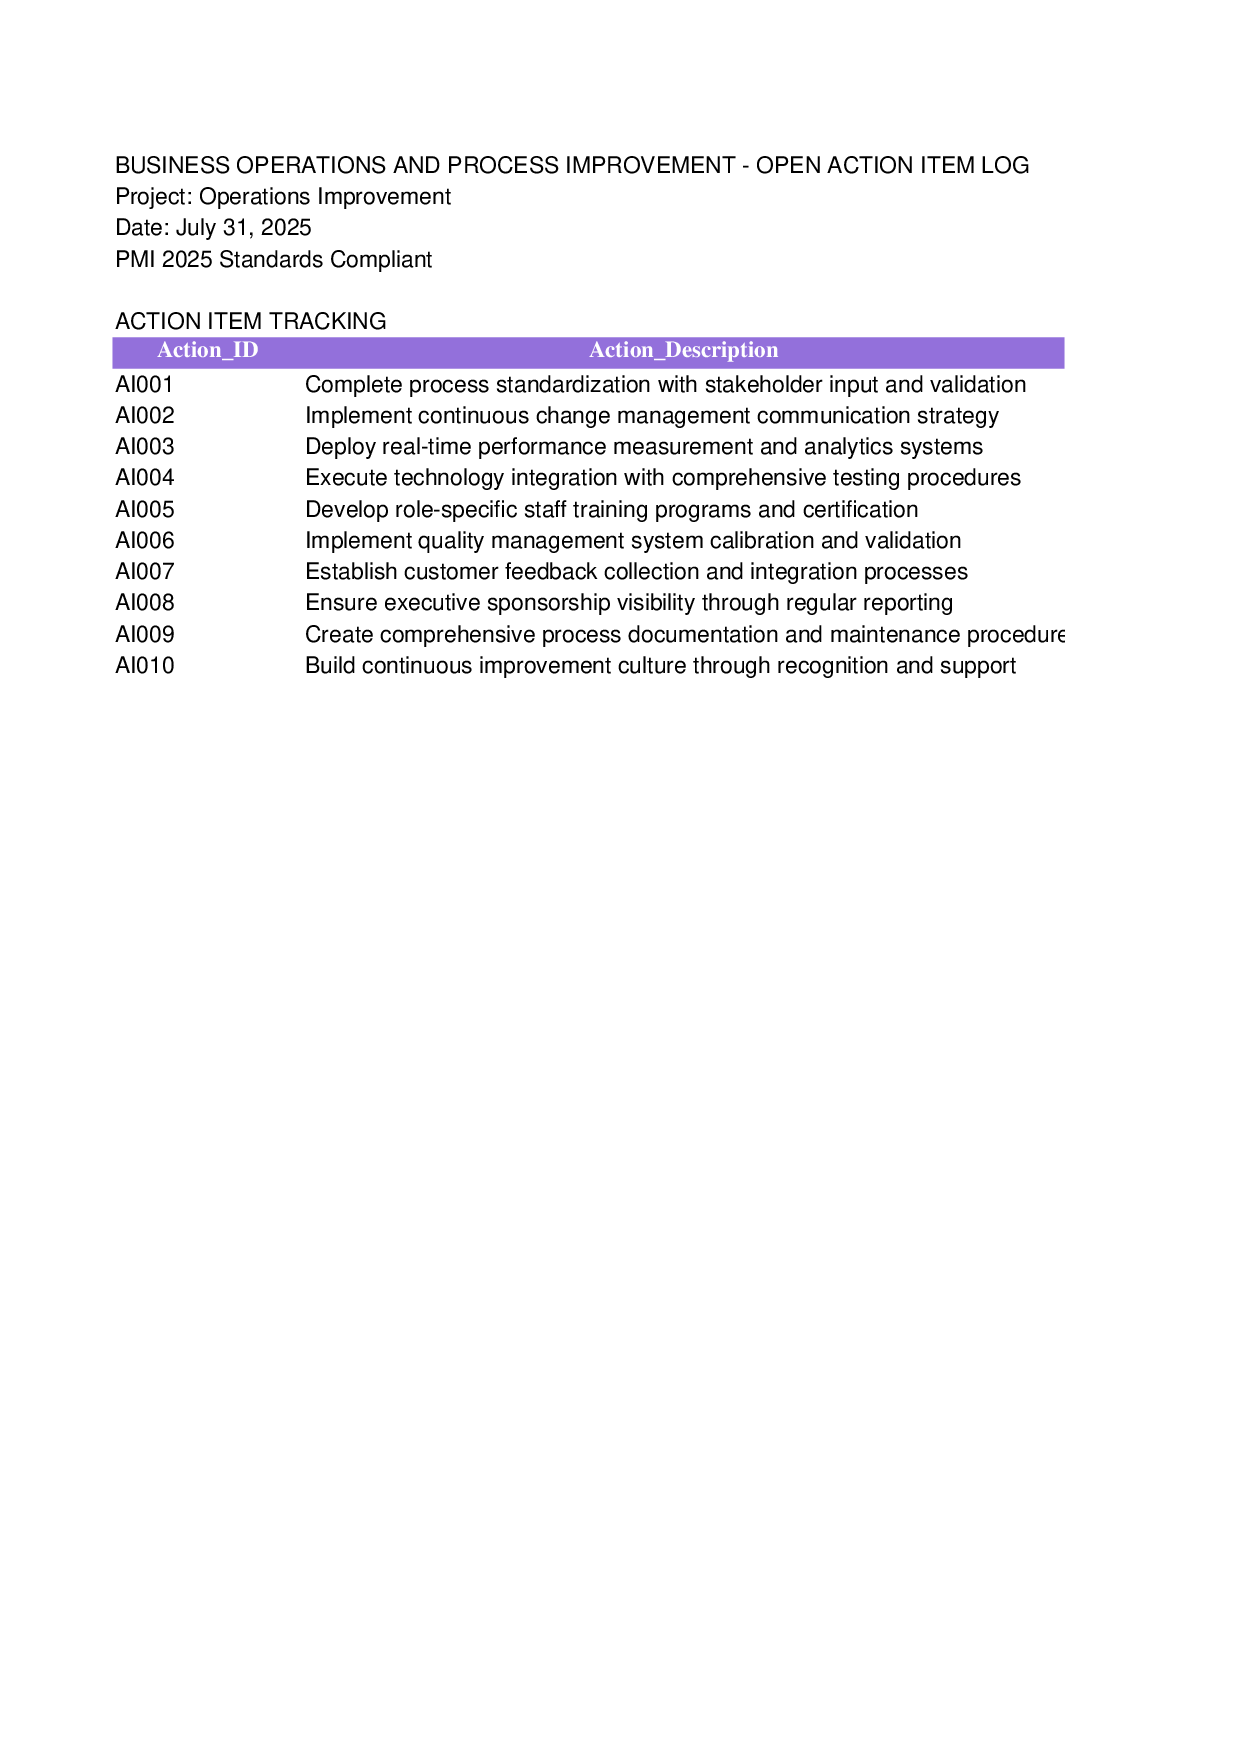 BUSINESS OPERATIONS AND PROCESS IMPROVEMENT - OPEN ACTION ITEM LOG
Project: Operations Improvement
Date: July 31, 2025
PMI 2025 Standards Compliant
ACTION ITEM TRACKING
Action_ID Action_Description
AI001 Complete process standardization with stakeholder input and validation
AI002 Implement continuous change management communication strategy
AI003 Deploy real-time performance measurement and analytics systems
AI004 Execute technology integration with comprehensive testing procedures
AI005 Develop role-specific staff training programs and certification
AI006 Implement quality management system calibration and validation
AI007 Establish customer feedback collection and integration processes
AI008 Ensure executive sponsorship visibility through regular reporting
AI009 Create comprehensive process documentation and maintenance procedure
AI010 Build continuous improvement culture through recognition and support